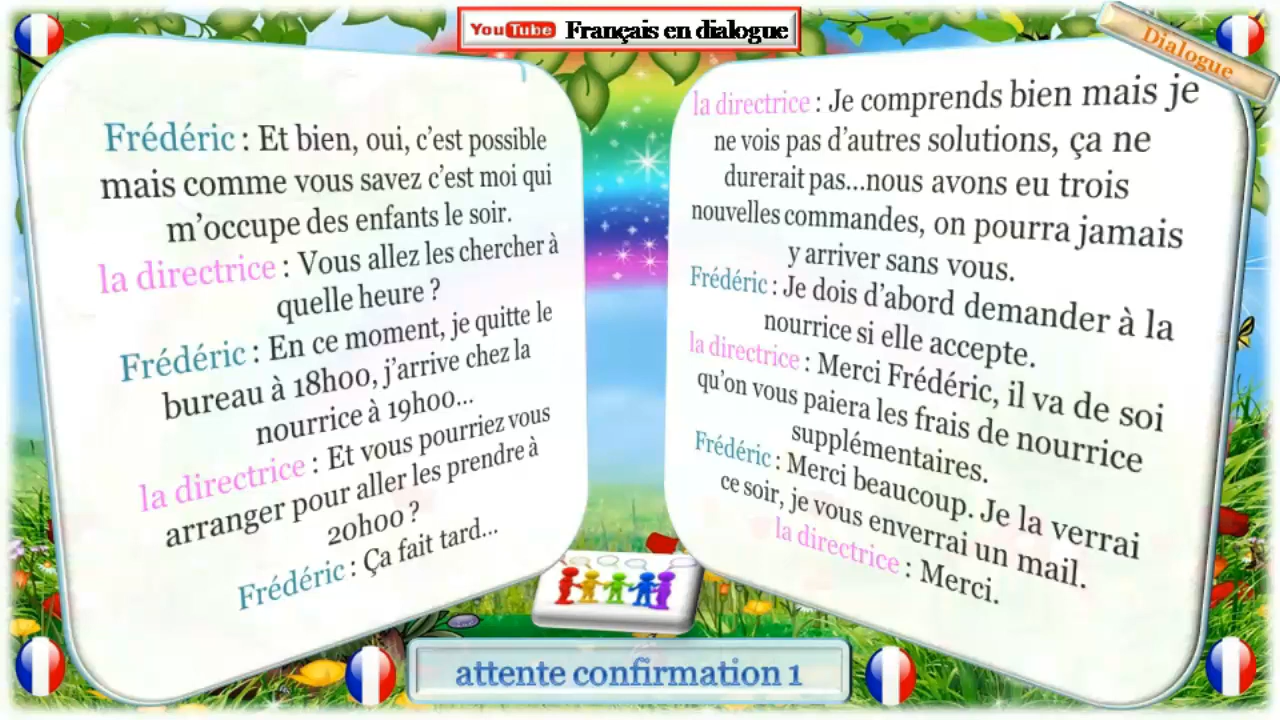 YouTube Français en dialogue
Dialogue
Frédéric : Et bien, oui, c'est possible
mais comme vous savez c'est moi qui
m'occupe des enfants le soir.
la directrice : Vous allez les chercher à
quelle heure ?
Frédéric : En ce moment, je quitte le
bureau à 18h00, j'arrive chez la
nourrice à 19h00...
la directrice : Et vous pourriez vous
arranger pour aller les prendre à
20h00 ?
Frédéric : Ça fait tard...
la directrice : Je comprends bien mais je
ne vois pas d'autres solutions, ça ne
durerait pas...nous avons eu trois
nouvelles commandes, on pourra jamais
y arriver sans vous.
Frédéric : Je dois d'abord demander à la
nourrice si elle accepte.
la directrice : Merci Frédéric, il va de soi
qu'on vous paiera les frais de nourrice
supplémentaires.
Frédéric : Merci beaucoup. Je la verrai
ce soir, je vous enverrai un mail.
la directrice : Merci.
attente confirmation 1